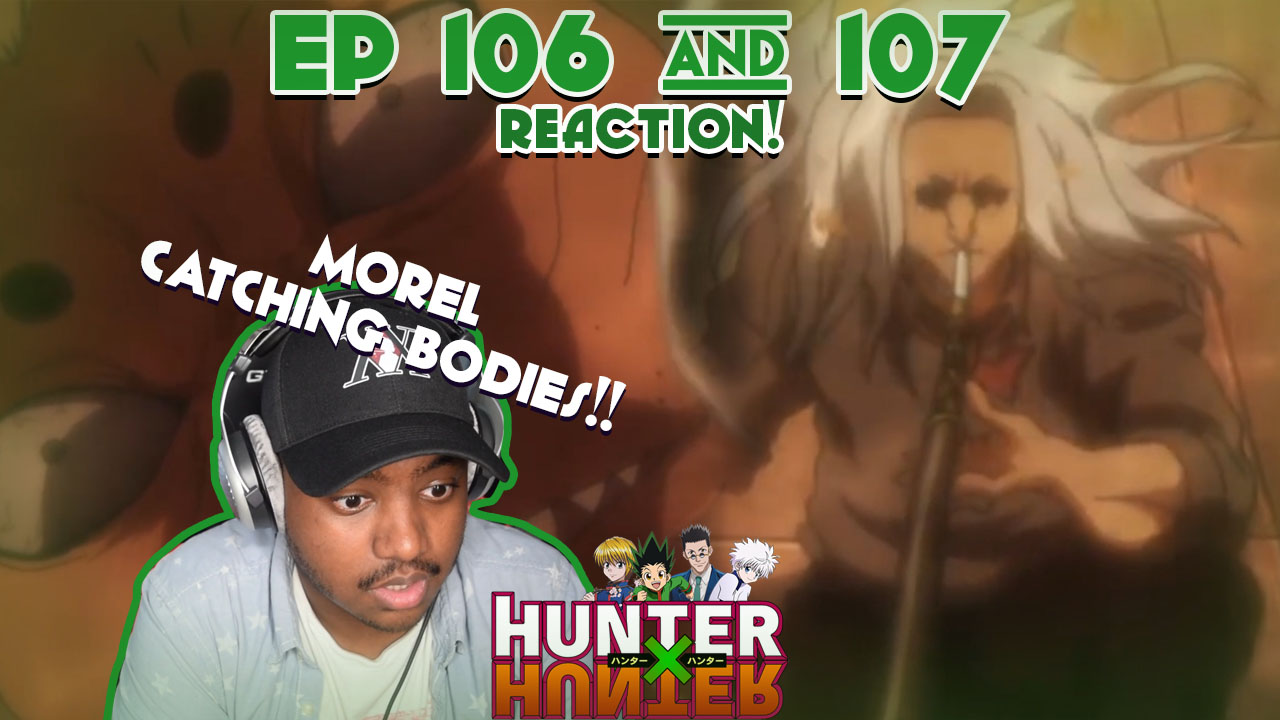 EP 106 AND 107
REACTION!
MOREL
CATCHING BODIES!!
G
HUNTER
ハンター X ハンター
HUNTER